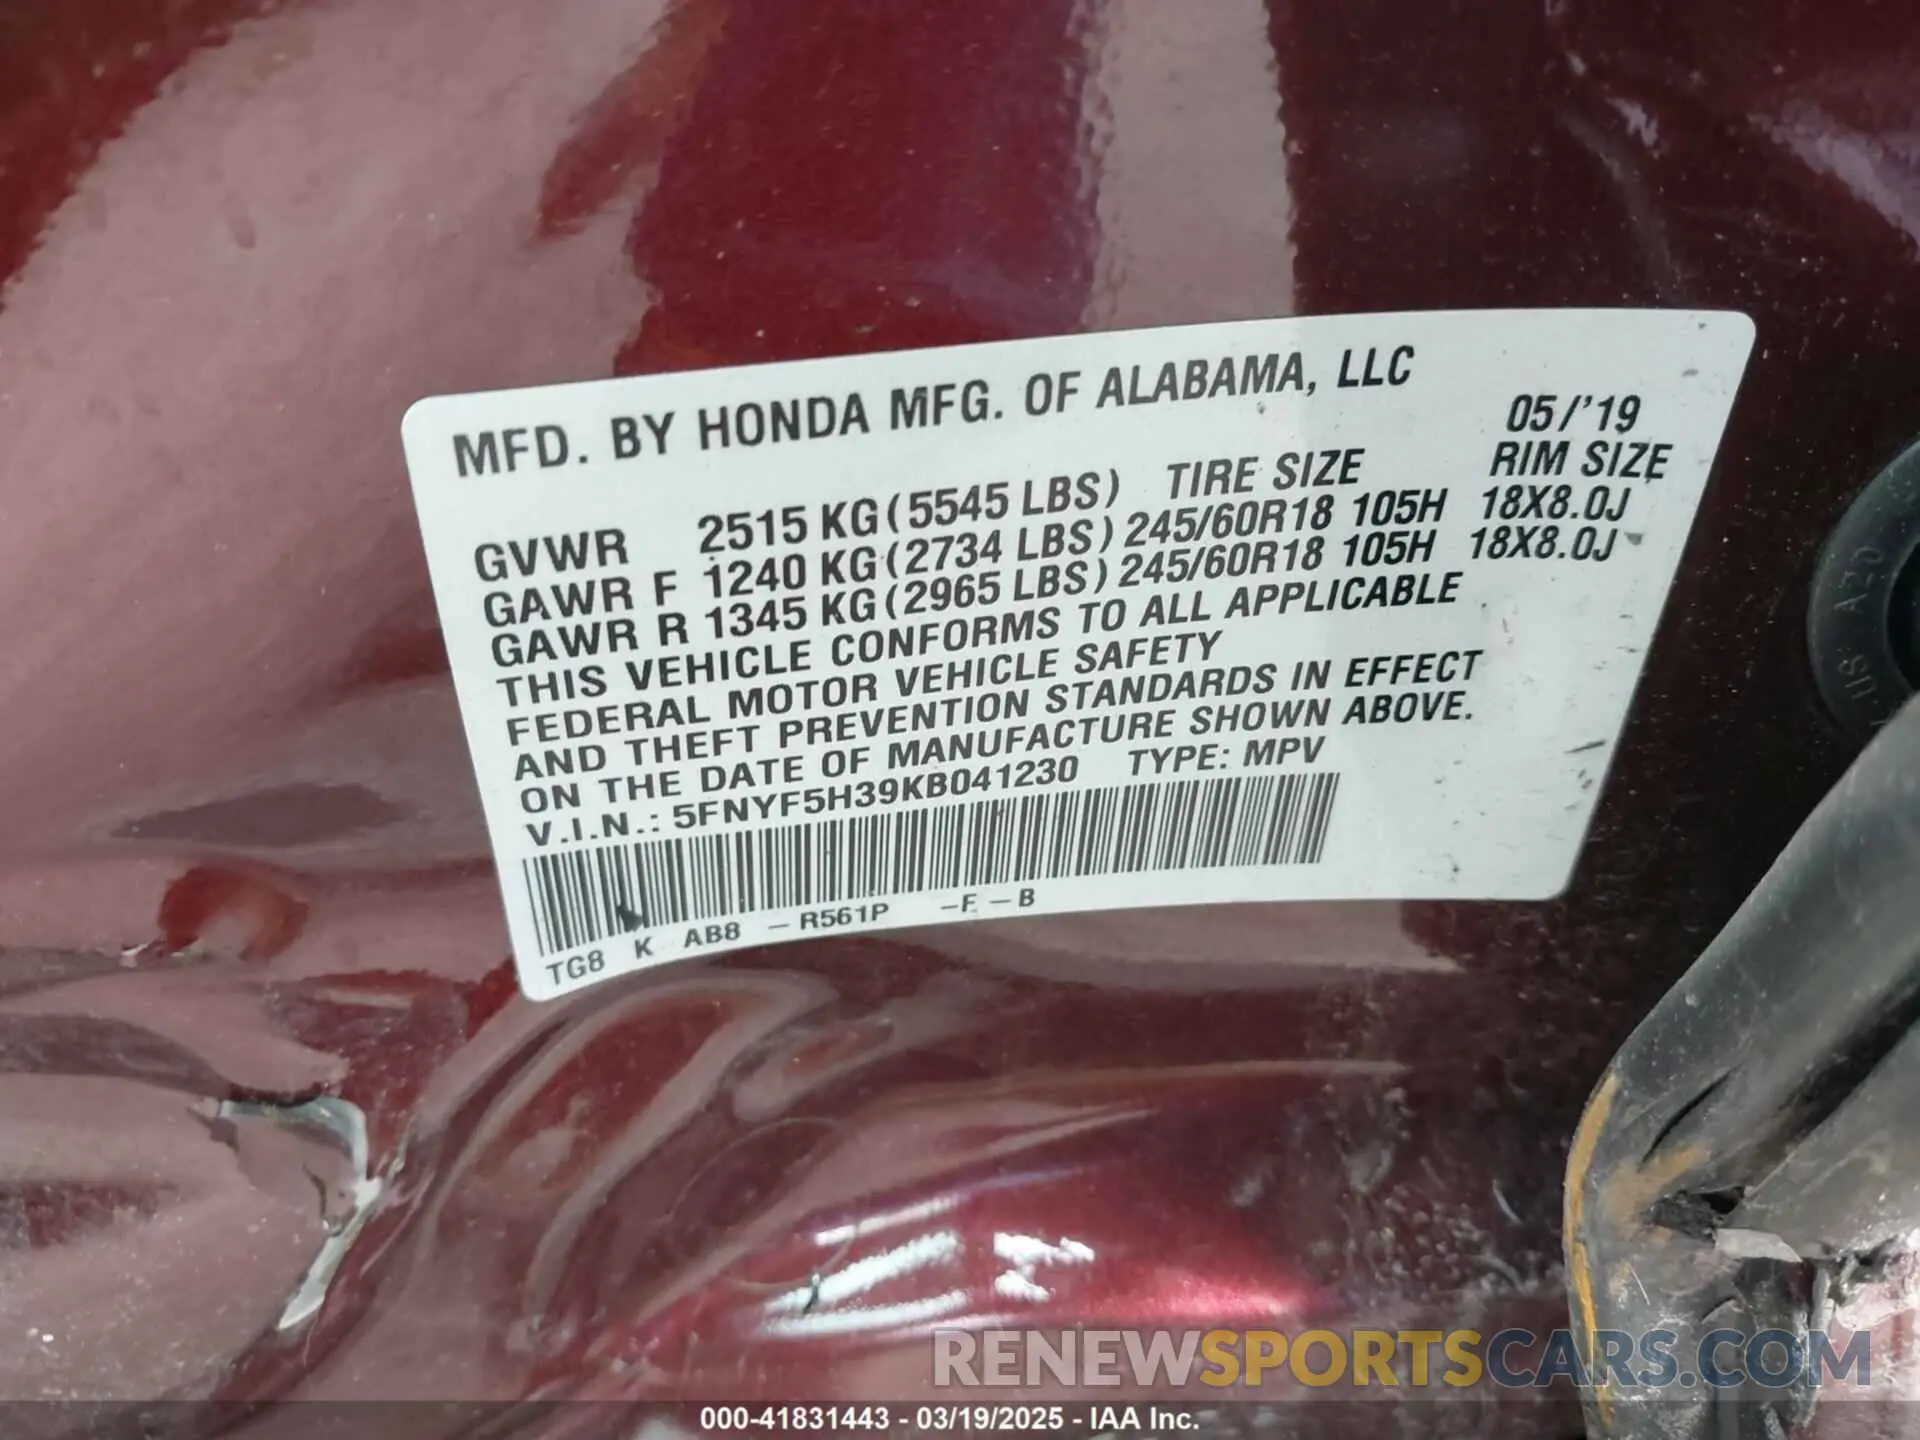 MFD. BY HONDA MFG. OF ALABAMA, LLC
05/'19
GVWR 2515 KG (5545 LBS) TIRE SIZE RIM SIZE
GAWR F 1240 KG (2734 LBS) 245/60R18 105H 18X8.0J
GAWR R 1345 KG (2965 LBS) 245/60R18 105H 18X8.0J
THIS VEHICLE CONFORMS TO ALL APPLICABLE
FEDERAL MOTOR VEHICLE SAFETY
AND THEFT PREVENTION STANDARDS IN EFFECT
ON THE DATE OF MANUFACTURE SHOWN ABOVE.
V.I.N.: 5FNYF5H39KB041230 TYPE: MPV
TG8 K AB8 – R561P –F –B
RENEWSPORTSCARS.COM
000-41831443 - 03/19/2025 - IAA Inc.